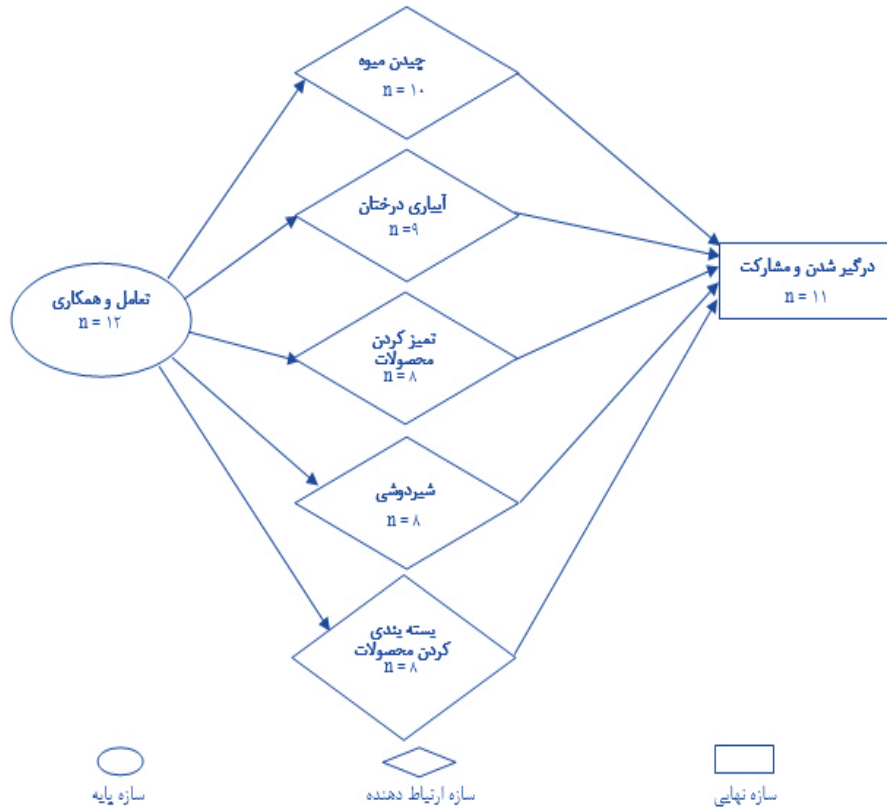 چیدن میوه
n = ۱۰
آبیاری درختان
n =۹
تعامل و همکاری
n = ۱۲
درگیر شدن و مشارکت
n = ۱۱
تمیز کردن
محصولات
n = ۸
شیردوشی
n = ۸
بسته بندی
کردن محصولات
n = ۸
سازه نهایی
سازه ارتباط دهنده
سازه پایه